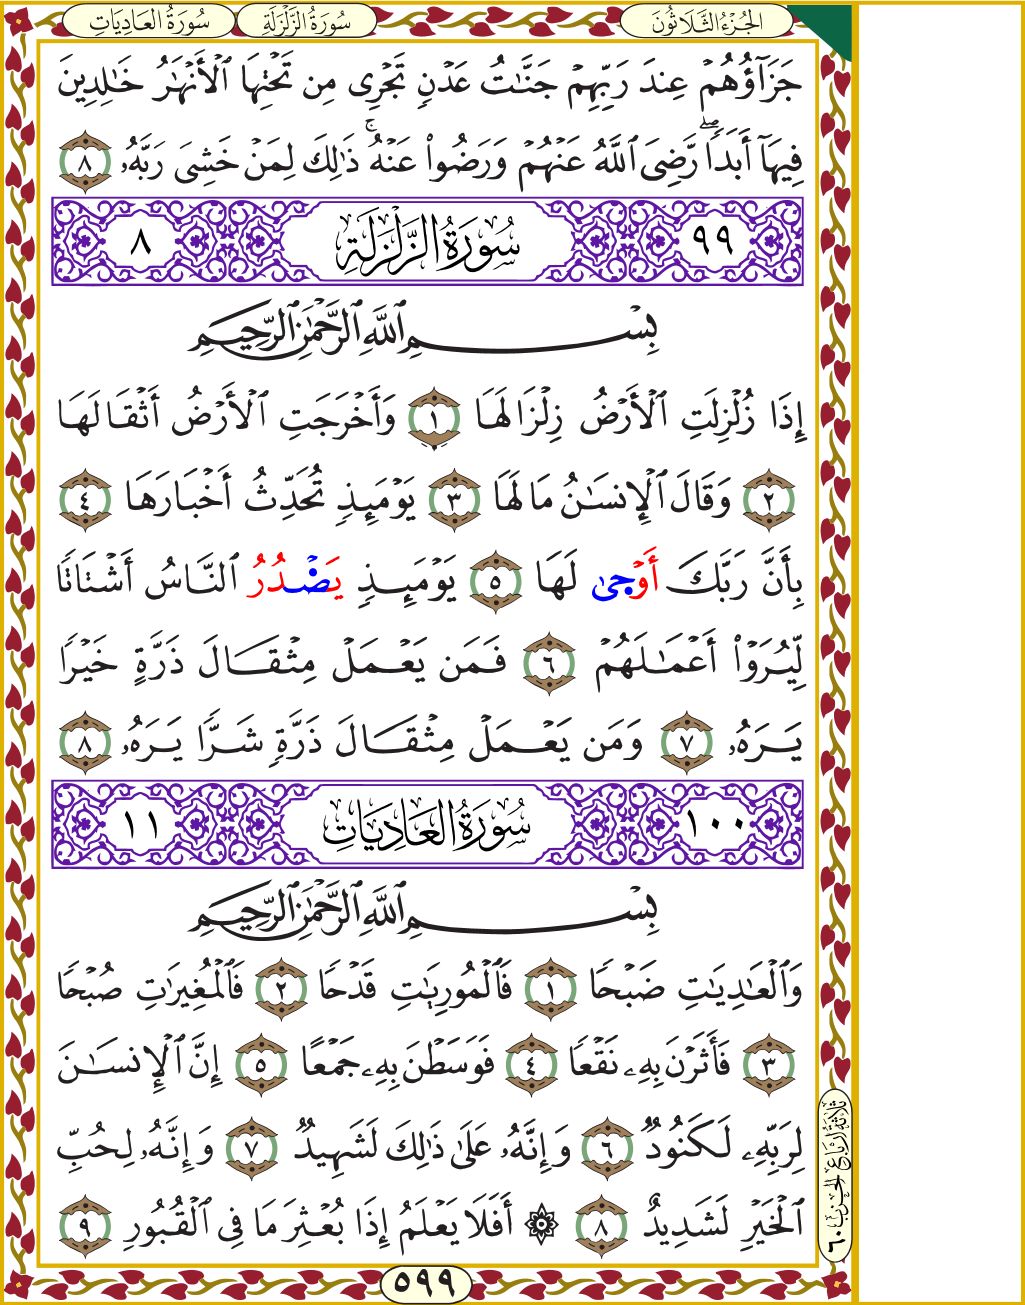 الجُزْءُ الثَّلَاثُونَ سُورَةُ الزَّلْزَلَةِ سُورَةُ العَادِيَاتِ
جَزَآؤُهُمْ عِندَ رَبِّهِمْ جَنَّٰتُ عَدْنٍ تَجْرِى مِن تَحْتِهَا ٱلْأَنْهَٰرُ خَٰلِدِينَ
فِيهَآ أَبَدًاۖ رَّضِىَ ٱللَّهُ عَنْهُمْ وَرَضُوا۟ عَنْهُۚ ذَٰلِكَ لِمَنْ خَشِىَ رَبَّهُۥ ٨
٩٩ سُورَةُ الزَّلْزَلَةِ ٨
بِسْمِ ٱللَّهِ ٱلرَّحْمَٰنِ ٱلرَّحِيمِ
إِذَا زُلْزِلَتِ ٱلْأَرْضُ زِلْزَالَهَا ١ وَأَخْرَجَتِ ٱلْأَرْضُ أَثْقَالَهَا
٢ وَقَالَ ٱلْإِنسَٰنُ مَا لَهَا ٣ يَوْمَئِذٍ تُحَدِّثُ أَخْبَارَهَا ٤
بِأَنَّ رَبَّكَ أَوْحَىٰ لَهَا ٥ يَوْمَئِذٍ يَصْدُرُ ٱلنَّاسُ أَشْتَاتًا
لِّيُرَوْا۟ أَعْمَٰلَهُمْ ٦ فَمَن يَعْمَلْ مِثْقَالَ ذَرَّةٍ خَيْرًا
يَرَهُۥ ٧ وَمَن يَعْمَلْ مِثْقَالَ ذَرَّةٍ شَرًّا يَرَهُۥ ٨
١٠٠ سُورَةُ العَادِيَاتِ ١١
بِسْمِ ٱللَّهِ ٱلرَّحْمَٰنِ ٱلرَّحِيمِ
وَٱلْعَٰدِيَٰتِ ضَبْحًا ١ فَٱلْمُورِيَٰتِ قَدْحًا ٢ فَٱلْمُغِيرَٰتِ صُبْحًا
٣ فَأَثَرْنَ بِهِۦ نَقْعًا ٤ فَوَسَطْنَ بِهِۦ جَمْعًا ٥ إِنَّ ٱلْإِنسَٰنَ
لِرَبِّهِۦ لَكَنُودٌ ٦ وَإِنَّهُۥ عَلَىٰ ذَٰلِكَ لَشَهِيدٌ ٧ وَإِنَّهُۥ لِحُبِّ
ٱلْخَيْرِ لَشَدِيدٌ ٨ ۞ أَفَلَا يَعْلَمُ إِذَا بُعْثِرَ مَا فِى ٱلْقُبُورِ ٩
ثَلَاثَةُ أَرْبَاعِ الحِزْبِ ٦٠
٥٩٩